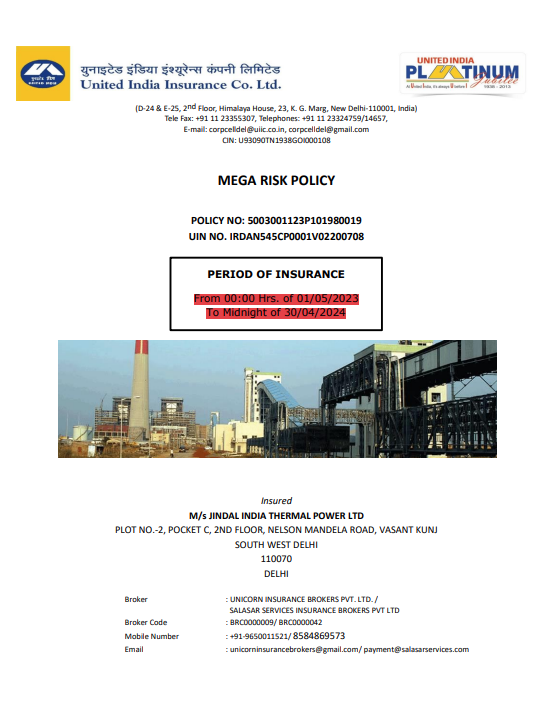 युनाइटेड इंडिया इंश्यूरेन्स कंपनी लिमिटेड
United India Insurance Co. Ltd.
UNITED INDIA
PLATINUM
Jubilee
1938 - 2013
(D-24 & E-25, 2nd Floor, Himalaya House, 23, K. G. Marg, New Delhi-110001, India)
Tele Fax: +91 11 23355307, Telephones: +91 11 23324759/14657,
E-mail: corpcelldel@uiic.co.in, corpcelldel@gmail.com
CIN: U93090TN1938GOI000108
MEGA RISK POLICY
POLICY NO: 5003001123P101980019
UIN NO. IRDAN545CP0001V02200708
PERIOD OF INSURANCE
From 00:00 Hrs. of 01/05/2023
To Midnight of 30/04/2024
Insured
M/s JINDAL INDIA THERMAL POWER LTD
PLOT NO.-2, POCKET C, 2ND FLOOR, NELSON MANDELA ROAD, VASANT KUNJ
SOUTH WEST DELHI
110070
DELHI
Broker : UNICORN INSURANCE BROKERS PVT. LTD. /
SALASAR SERVICES INSURANCE BROKERS PVT LTD
Broker Code : BRC0000009/ BRC0000042
Mobile Number : +91-9650011521/ 8584869573
Email : unicorninsurancebrokers@gmail.com/ payment@salasarservices.com